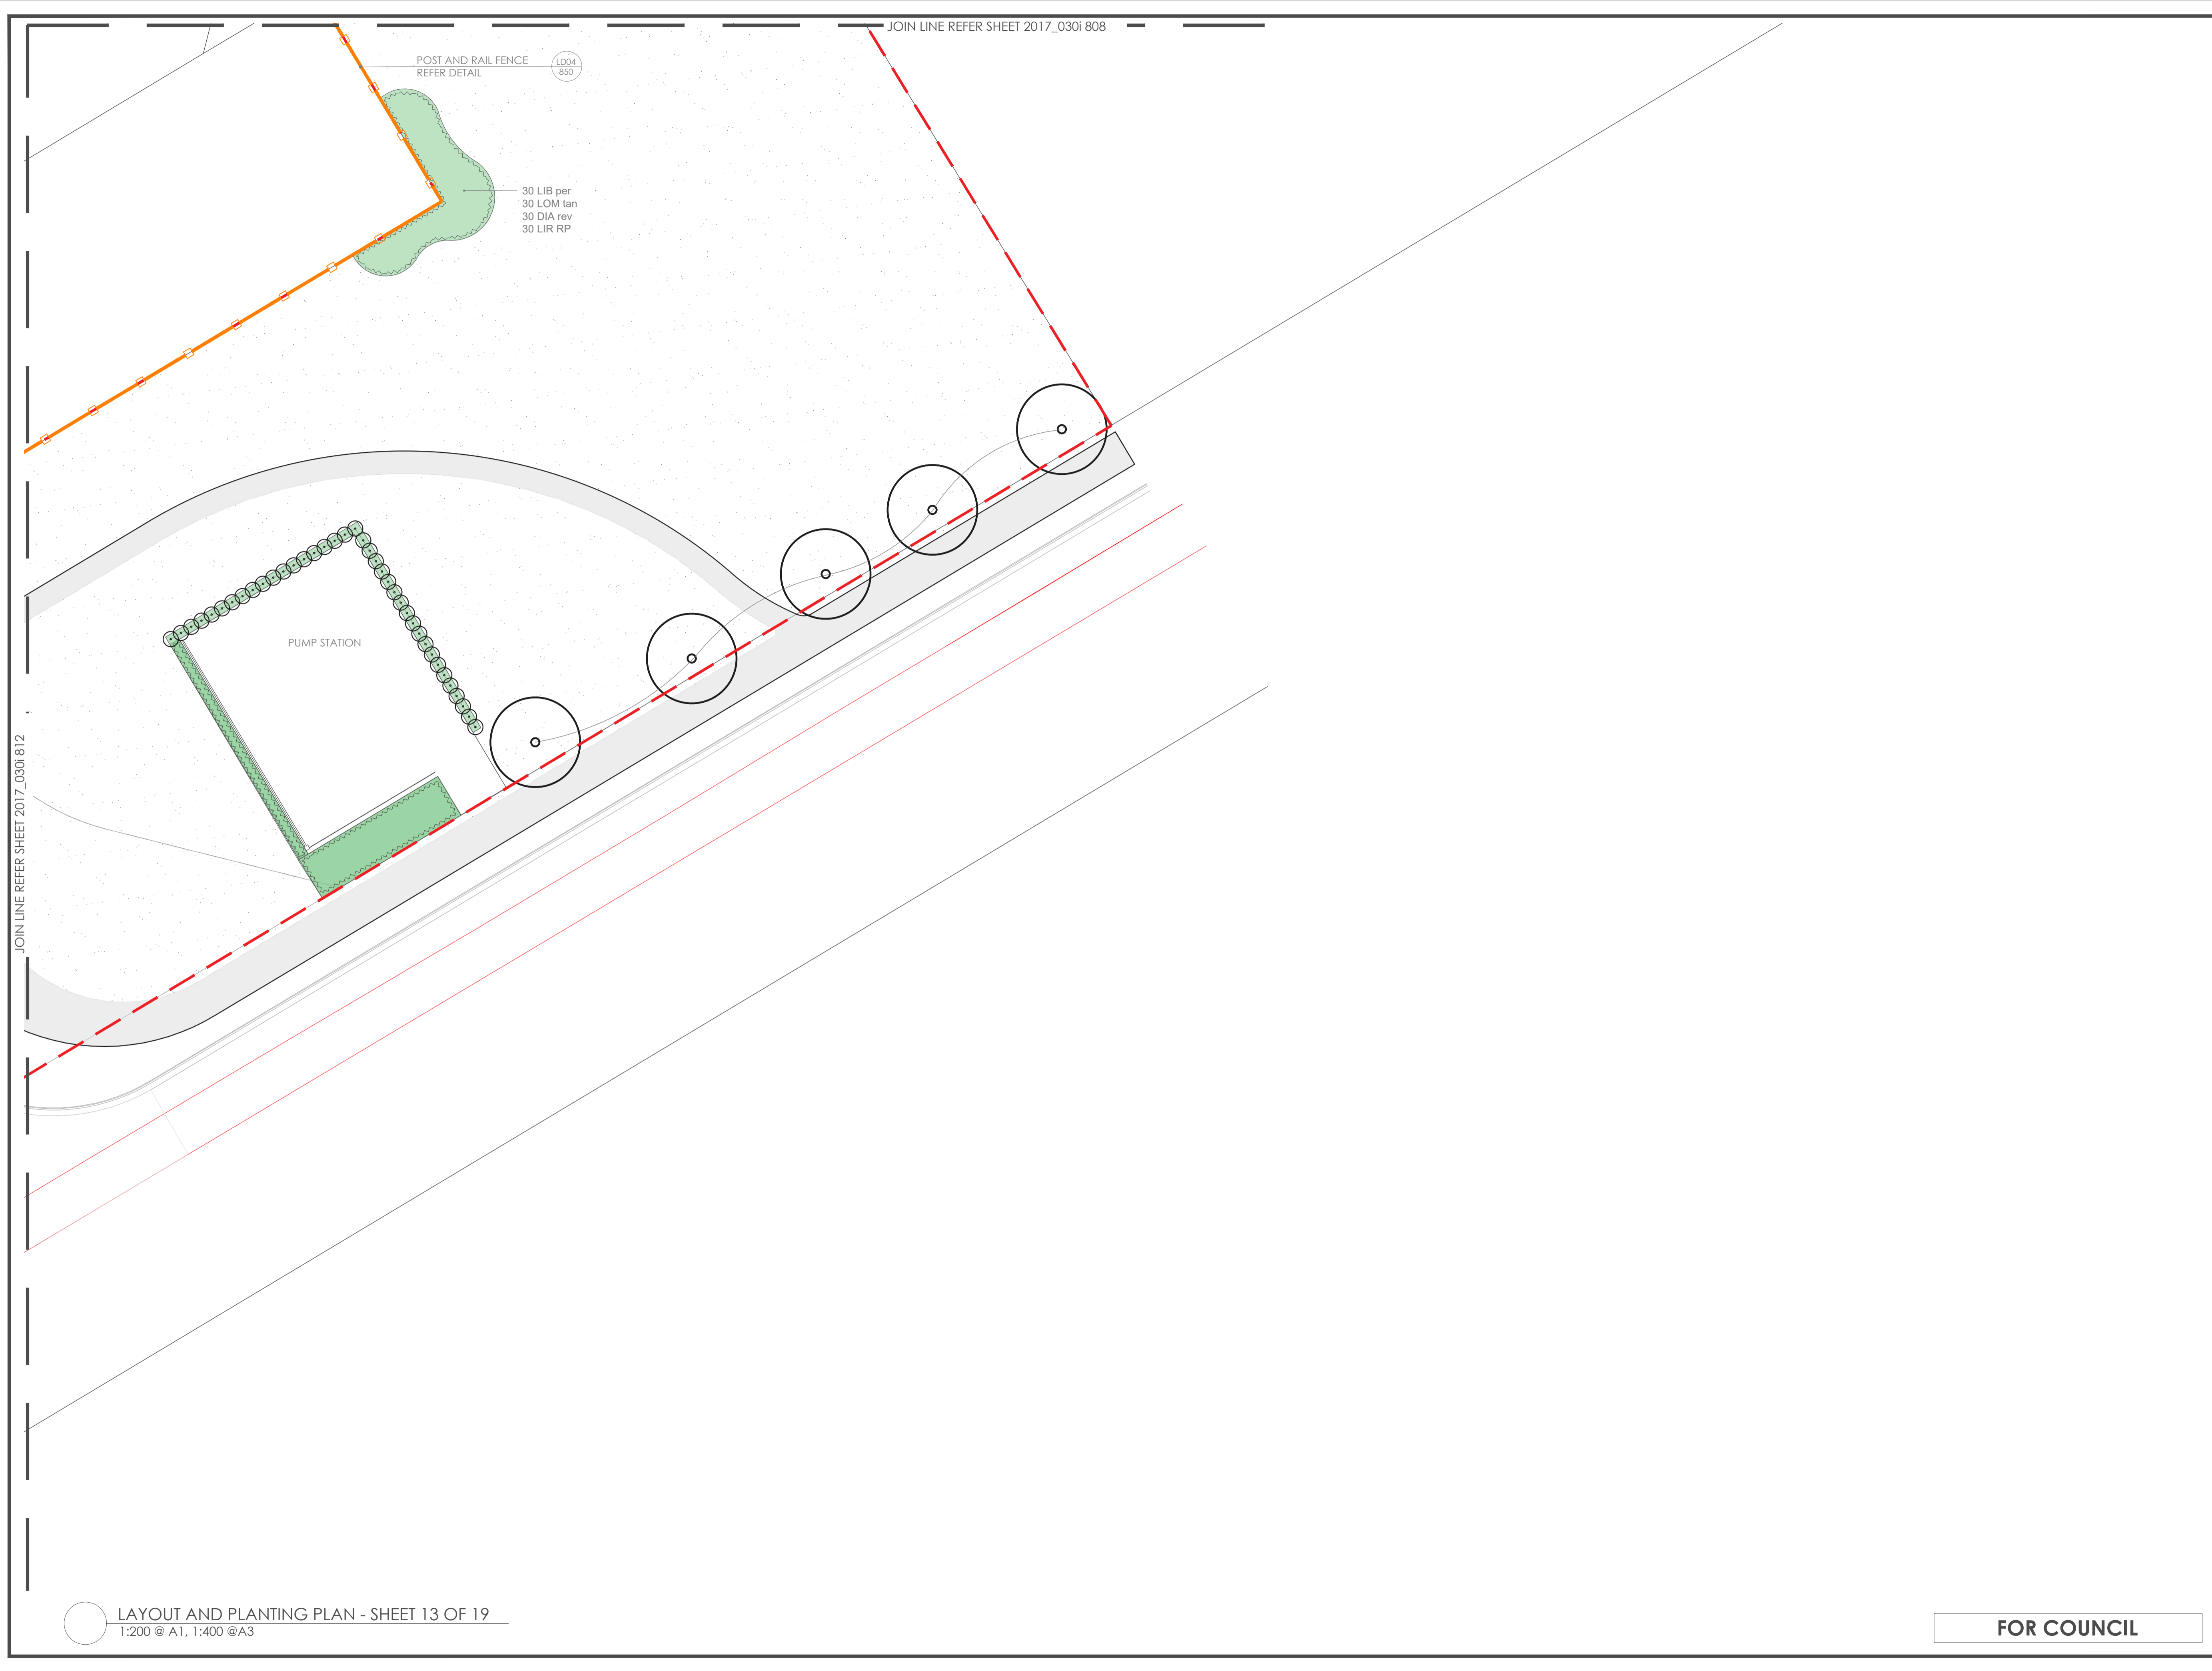 JOIN LINE REFER SHEET 2017_030i 808
POST AND RAIL FENCE
REFER DETAIL
LD04
850
30 LIB per
30 LOM tan
30 DIA rev
30 LIR RP
PUMP STATION
JOIN LINE REFER SHEET 2017_030i 812
LAYOUT AND PLANTING PLAN - SHEET 13 OF 19
1:200 @ A1, 1:400 @A3
FOR COUNCIL